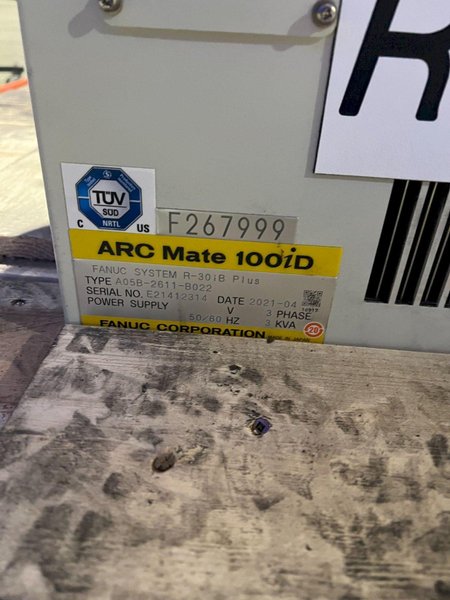 TÜV
SÜD
C US
NRTL
F267999
ARC Mate 100iD
FANUC SYSTEM R-30iB Plus
TYPE A05B-2611-B022
SERIAL NO. E21412314 DATE 2021-04
POWER SUPPLY V 3 PHASE
50/60 HZ 3 KVA
20
FANUC CORPORATION